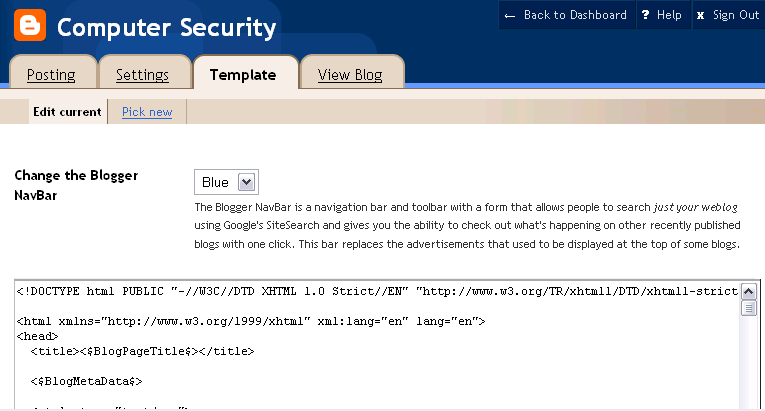 Computer Security
← Back to Dashboard
? Help
x Sign Out
Posting
Settings
Template
View Blog
Edit current
Pick new
Change the Blogger
NavBar
Blue
The Blogger NavBar is a navigation bar and toolbar with a form that allows people to search just your weblog
using Google's SiteSearch and gives you the ability to check out what's happening on other recently published
blogs with one click. This bar replaces the advertisements that used to be displayed at the top of some blogs.
<!DOCTYPE html PUBLIC "-//W3C//DTD XHTML 1.0 Strict//EN" "http://www.w3.org/TR/xhtml1/DTD/xhtml1-strict
<html xmlns="http://www.w3.org/1999/xhtml" xml:lang="en" lang="en">
<head>
<title><$BlogPageTitle$></title>
<$BlogMetaData$>